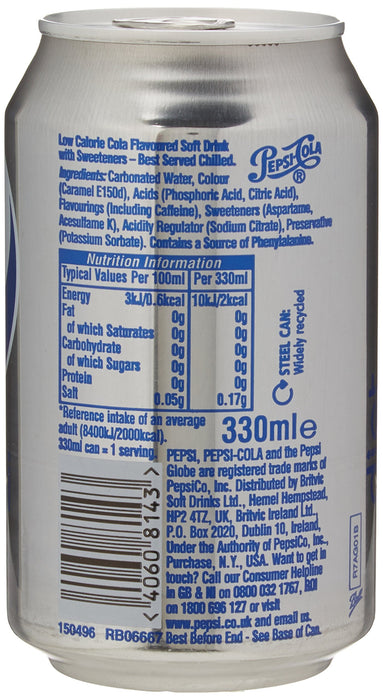 Low Calorie Cola Flavoured Soft Drink
with Sweeteners – Best Served Chilled.
PEPSI-COLA
®
Ingredients: Carbonated Water, Colour
(Caramel E150d), Acids (Phosphoric Acid, Citric Acid),
Flavourings (Including Caffeine), Sweeteners (Aspartame,
Acesulfame K), Acidity Regulator (Sodium Citrate), Preservative
(Potassium Sorbate). Contains a Source of Phenylalanine.
Nutrition Information
Typical Values Per 100ml Per 330ml
Energy 3kJ/0.6kcal 10kJ/2kcal
Fat 0g 0g
of which Saturates 0g 0g
Carbohydrate 0g 0g
of which Sugars 0g 0g
Protein 0g 0g
Salt 0.05g 0.17g
STEEL CAN:
Widely recycled
*Reference intake of an average
adult (8400kJ/2000kcal).
330ml can = 1 serving
330ml e
PEPSI, PEPSI-COLA and the Pepsi
Globe are registered trade marks of
PepsiCo, Inc. Distributed by Britvic
Soft Drinks Ltd., Hemel Hempstead,
HP2 4TZ, UK, Britvic Ireland Ltd.,
P.O. Box 2020, Dublin 10, Ireland,
Under the Authority of PepsiCo, Inc.,
Purchase, N.Y., USA. Want to get in
touch? Call our Consumer Helpline
in GB & NI on 0800 032 1767, ROI
on 1800 696 127 or visit
www.pepsi.co.uk and email us.
Best Before End - See Base of Can.
<4060 8143>
150496 RB06667
R7AG01B